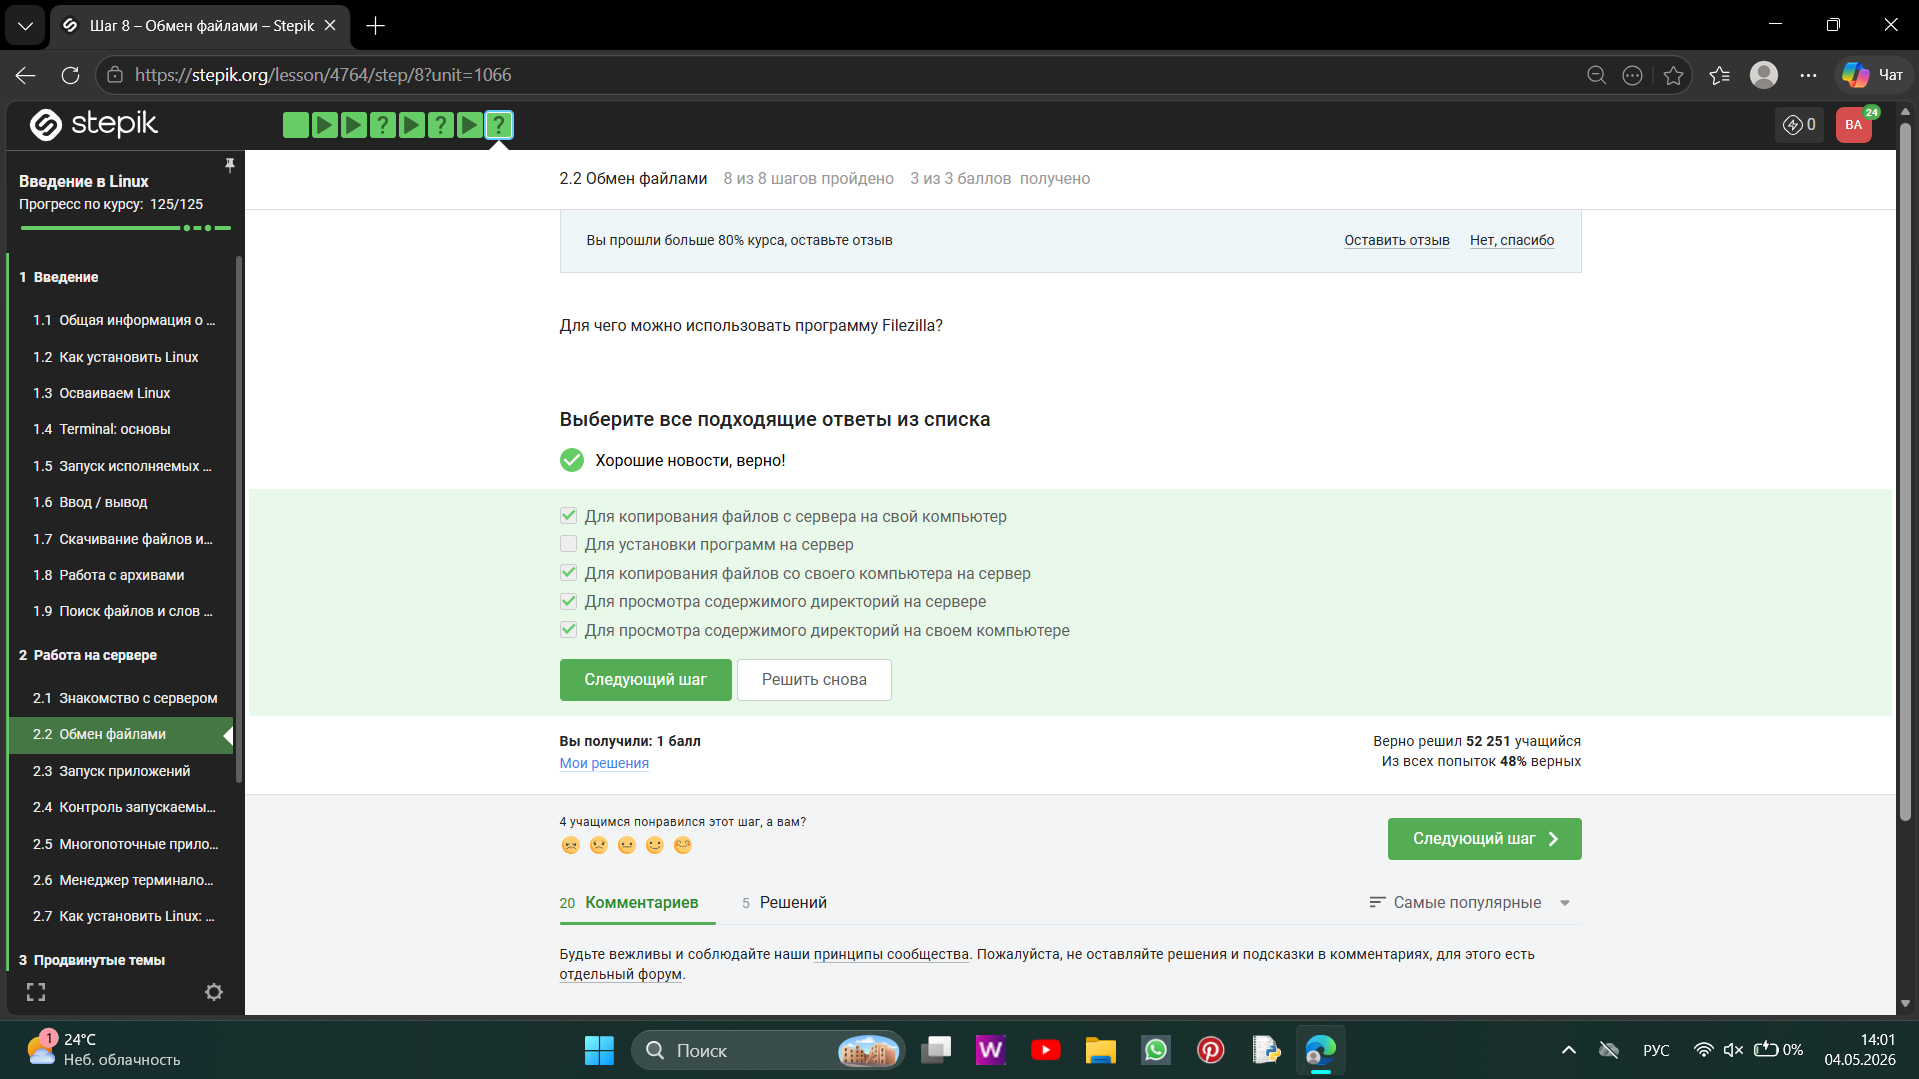 Шаг 8 – Обмен файлами – Stepik
https://stepik.org/lesson/4764/step/8?unit=1066
Чат
stepik
0
ВА
24
Введение в Linux
Прогресс по курсу: 125/125
1 Введение
1.1 Общая информация о ...
1.2 Как установить Linux
1.3 Осваиваем Linux
1.4 Terminal: основы
1.5 Запуск исполняемых ...
1.6 Ввод / вывод
1.7 Скачивание файлов и...
1.8 Работа с архивами
1.9 Поиск файлов и слов ...
2 Работа на сервере
2.1 Знакомство с сервером
2.2 Обмен файлами
2.3 Запуск приложений
2.4 Контроль запускаемы...
2.5 Многопоточные прило...
2.6 Менеджер терминало...
2.7 Как установить Linux: ...
3 Продвинутые темы
2.2 Обмен файлами 8 из 8 шагов пройдено 3 из 3 баллов получено
Вы прошли больше 80% курса, оставьте отзыв
Оставить отзыв
Нет, спасибо
Для чего можно использовать программу Filezilla?
Выберите все подходящие ответы из списка
Хорошие новости, верно!
Для копирования файлов с сервера на свой компьютер
Для установки программ на сервер
Для копирования файлов со своего компьютера на сервер
Для просмотра содержимого директорий на сервере
Для просмотра содержимого директорий на своем компьютере
Следующий шаг
Решить снова
Вы получили: 1 балл
Мои решения
Верно решил 52 251 учащийся
Из всех попыток 48% верных
4 учащимся понравился этот шаг, а вам?
Следующий шаг
20 Комментариев
5 Решений
Самые популярные
Будьте вежливы и соблюдайте наши принципы сообщества. Пожалуйста, не оставляйте решения и подсказки в комментариях, для этого есть
отдельный форум.
1
24°C
Неб. облачность
Поиск
W
РУС
0%
14:01
04.05.2026